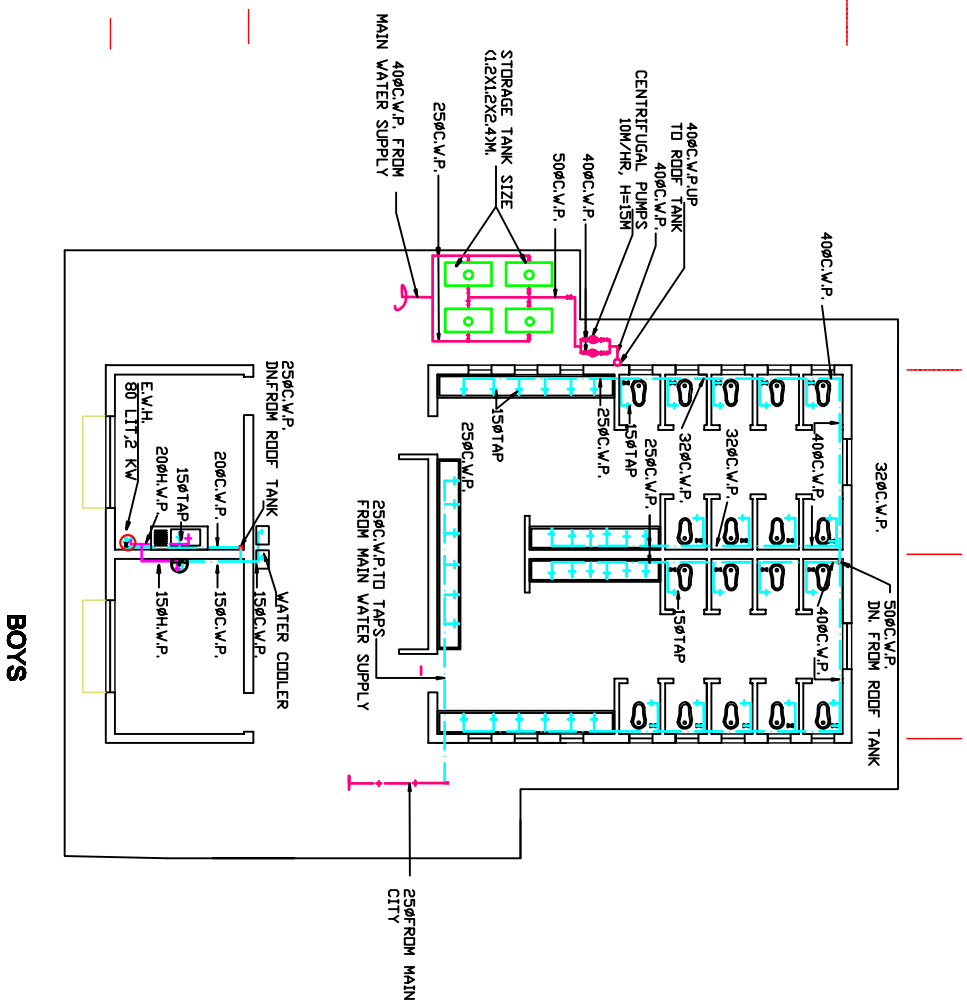 40øC.W.P. FROM
MAIN WATER SUPPLY
25øC.W.P.
STORAGE TANK SIZE
(1.2X1.2X2.4)M.
50øC.W.P.
40øC.W.P.
CENTRIFUGAL PUMPS
10M/HR, H=15M
40øC.W.P.UP
TO ROOF TANK
40øC.W.P.
40øC.W.P.
32øC.W.P.
50øC.W.P.
DN. FROM ROOF TANK
40øC.W.P.
40øC.W.P.
32øC.W.P.
32øC.W.P.
25øC.W.P.
15øTAP
25øC.W.P.
15øTAP
15øTAP
25øC.W.P.
25øC.W.P.TO TAPS
FROM MAIN WATER SUPPLY
25øC.W.P.
DN.FROM ROOF TANK
20øC.W.P.
15øTAP
20øH.W.P.
E.W.H.
80 LIT,2 KW
WATER COOLER
15øC.W.P.
15øC.W.P.
15øH.W.P.
25øFROM MAIN
CITY
BOYS